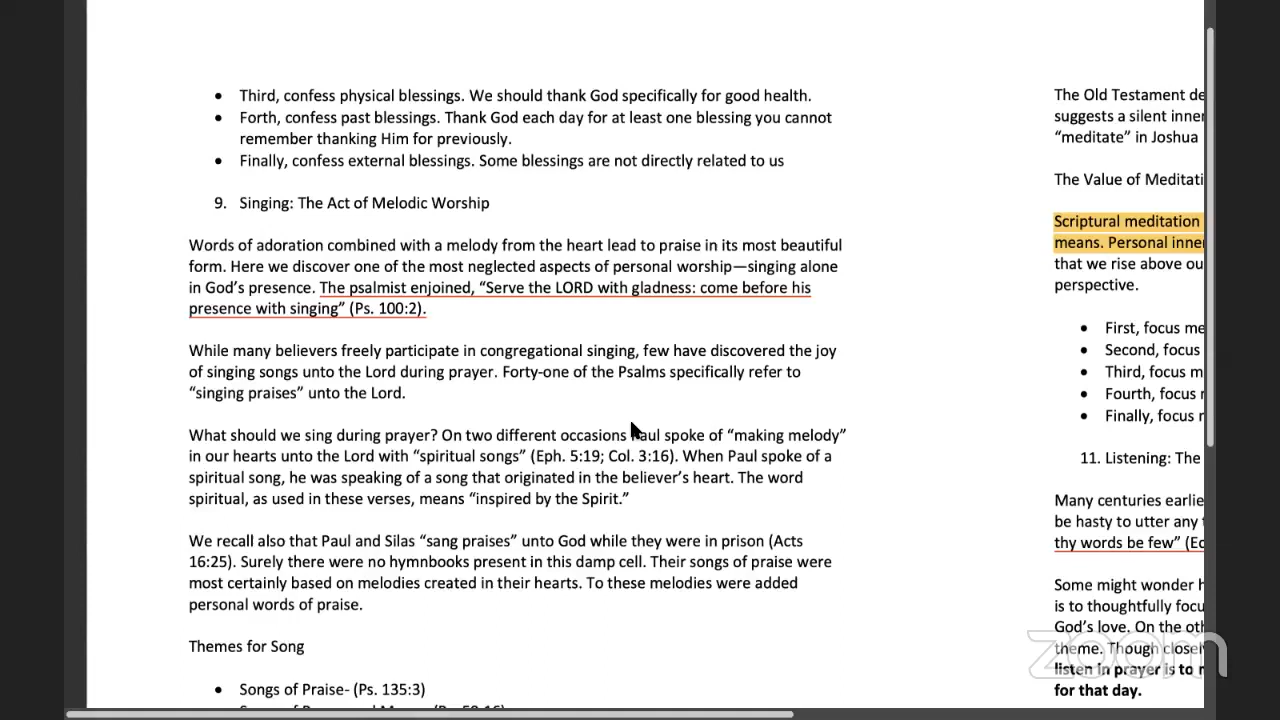 • Third, confess physical blessings. We should thank God specifically for good health.
• Forth, confess past blessings. Thank God each day for at least one blessing you cannot
remember thanking Him for previously.
• Finally, confess external blessings. Some blessings are not directly related to us
9. Singing: The Act of Melodic Worship
Words of adoration combined with a melody from the heart lead to praise in its most beautiful
form. Here we discover one of the most neglected aspects of personal worship—singing alone
in God's presence. The psalmist enjoined, “Serve the LORD with gladness: come before his
presence with singing” (Ps. 100:2).
While many believers freely participate in congregational singing, few have discovered the joy
of singing songs unto the Lord during prayer. Forty-one of the Psalms specifically refer to
“singing praises” unto the Lord.
What should we sing during prayer? On two different occasions Paul spoke of “making melody”
in our hearts unto the Lord with “spiritual songs” (Eph. 5:19; Col. 3:16). When Paul spoke of a
spiritual song, he was speaking of a song that originated in the believer's heart. The word
spiritual, as used in these verses, means “inspired by the Spirit.”
We recall also that Paul and Silas “sang praises” unto God while they were in prison (Acts
16:25). Surely there were no hymnbooks present in this damp cell. Their songs of praise were
most certainly based on melodies created in their hearts. To these melodies were added
personal words of praise.
Themes for Song
• Songs of Praise- (Ps. 135:3)
The Old Testament de
suggests a silent inner
“meditate” in Joshua
The Value of Meditati
Scriptural meditation
means. Personal inner
that we rise above ou
perspective.
• First, focus me
• Second, focus
• Third, focus m
• Fourth, focus
• Finally, focus
11. Listening: The
Many centuries earlie
be hasty to utter any
thy words be few” (Ec
Some might wonder h
is to thoughtfully focu
God's love. On the oth
theme. Though closel
listen in prayer is to
for that day.
zoom